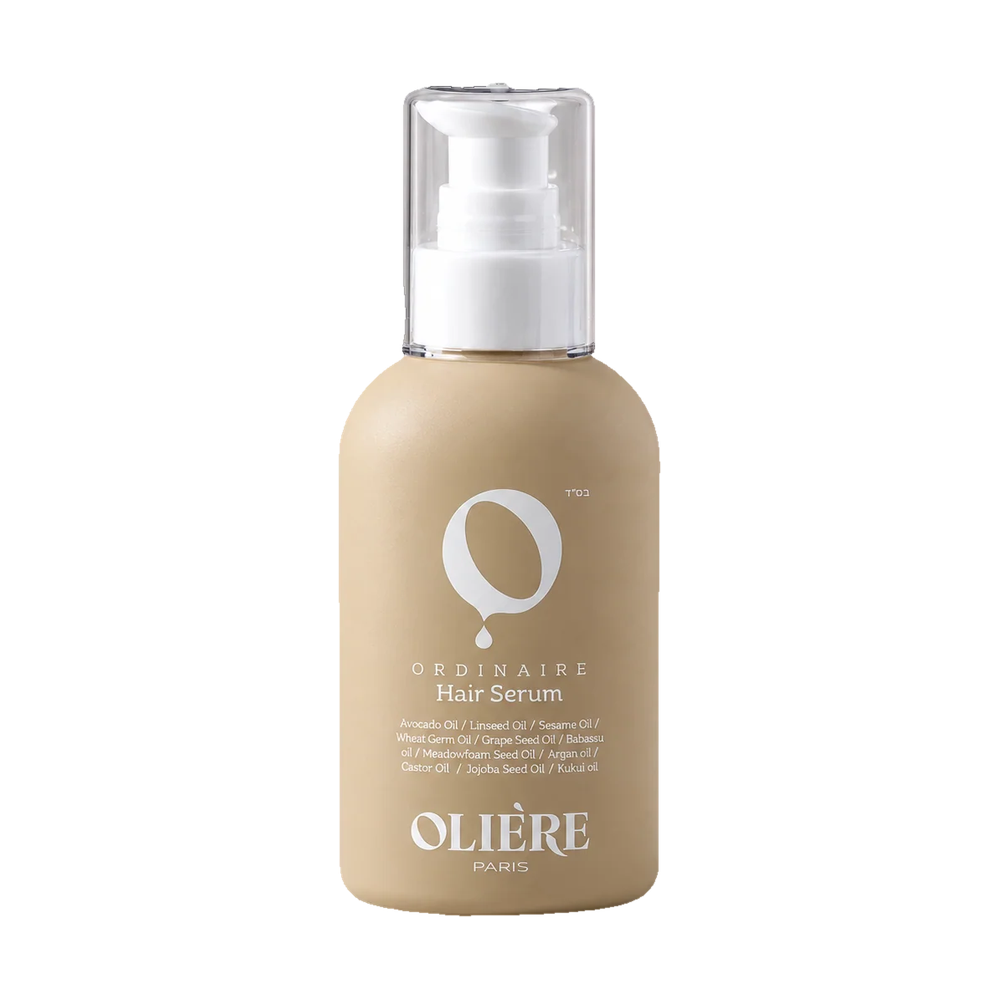 בס"ד
ORDINAIRE
Hair Serum
Avocado Oil / Linseed Oil / Sesame Oil /
Wheat Germ Oil / Grape Seed Oil / Babassu
oil / Meadowfoam Seed Oil / Argan oil /
Castor Oil / Jojoba Seed Oil / Kukui oil
OLIÈRE
PARIS